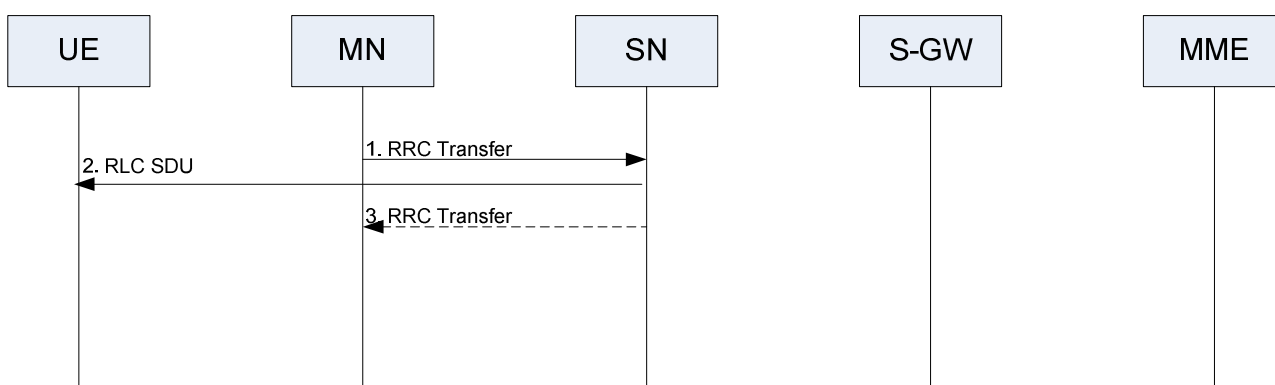 UE
MN
SN
S-GW
MME
1. RRC Transfer
2. RLC SDU
3. RRC Transfer